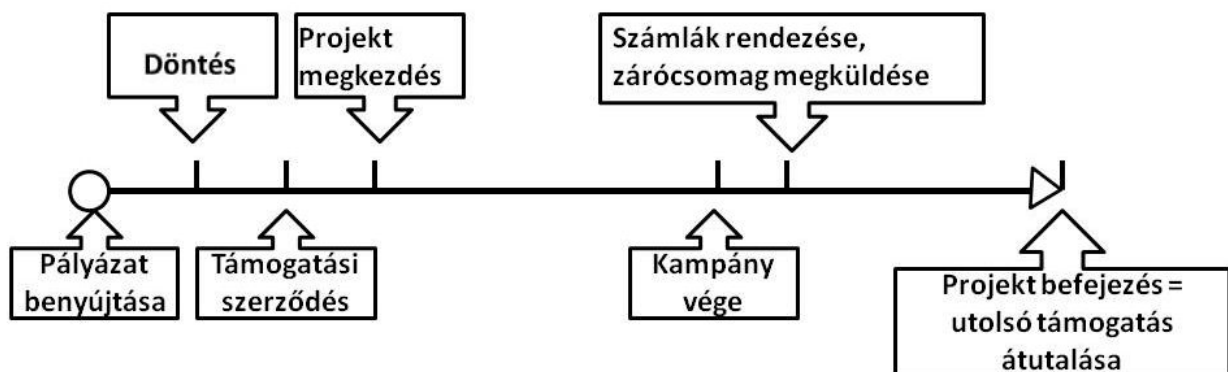 Döntés
Projekt
megkezdés
Számlák rendezése,
zárócsomag megküldése
Pályázat
benyújtása
Támogatási
szerződés
Kampány
vége
Projekt befejezés =
utolsó támogatás
átutalása